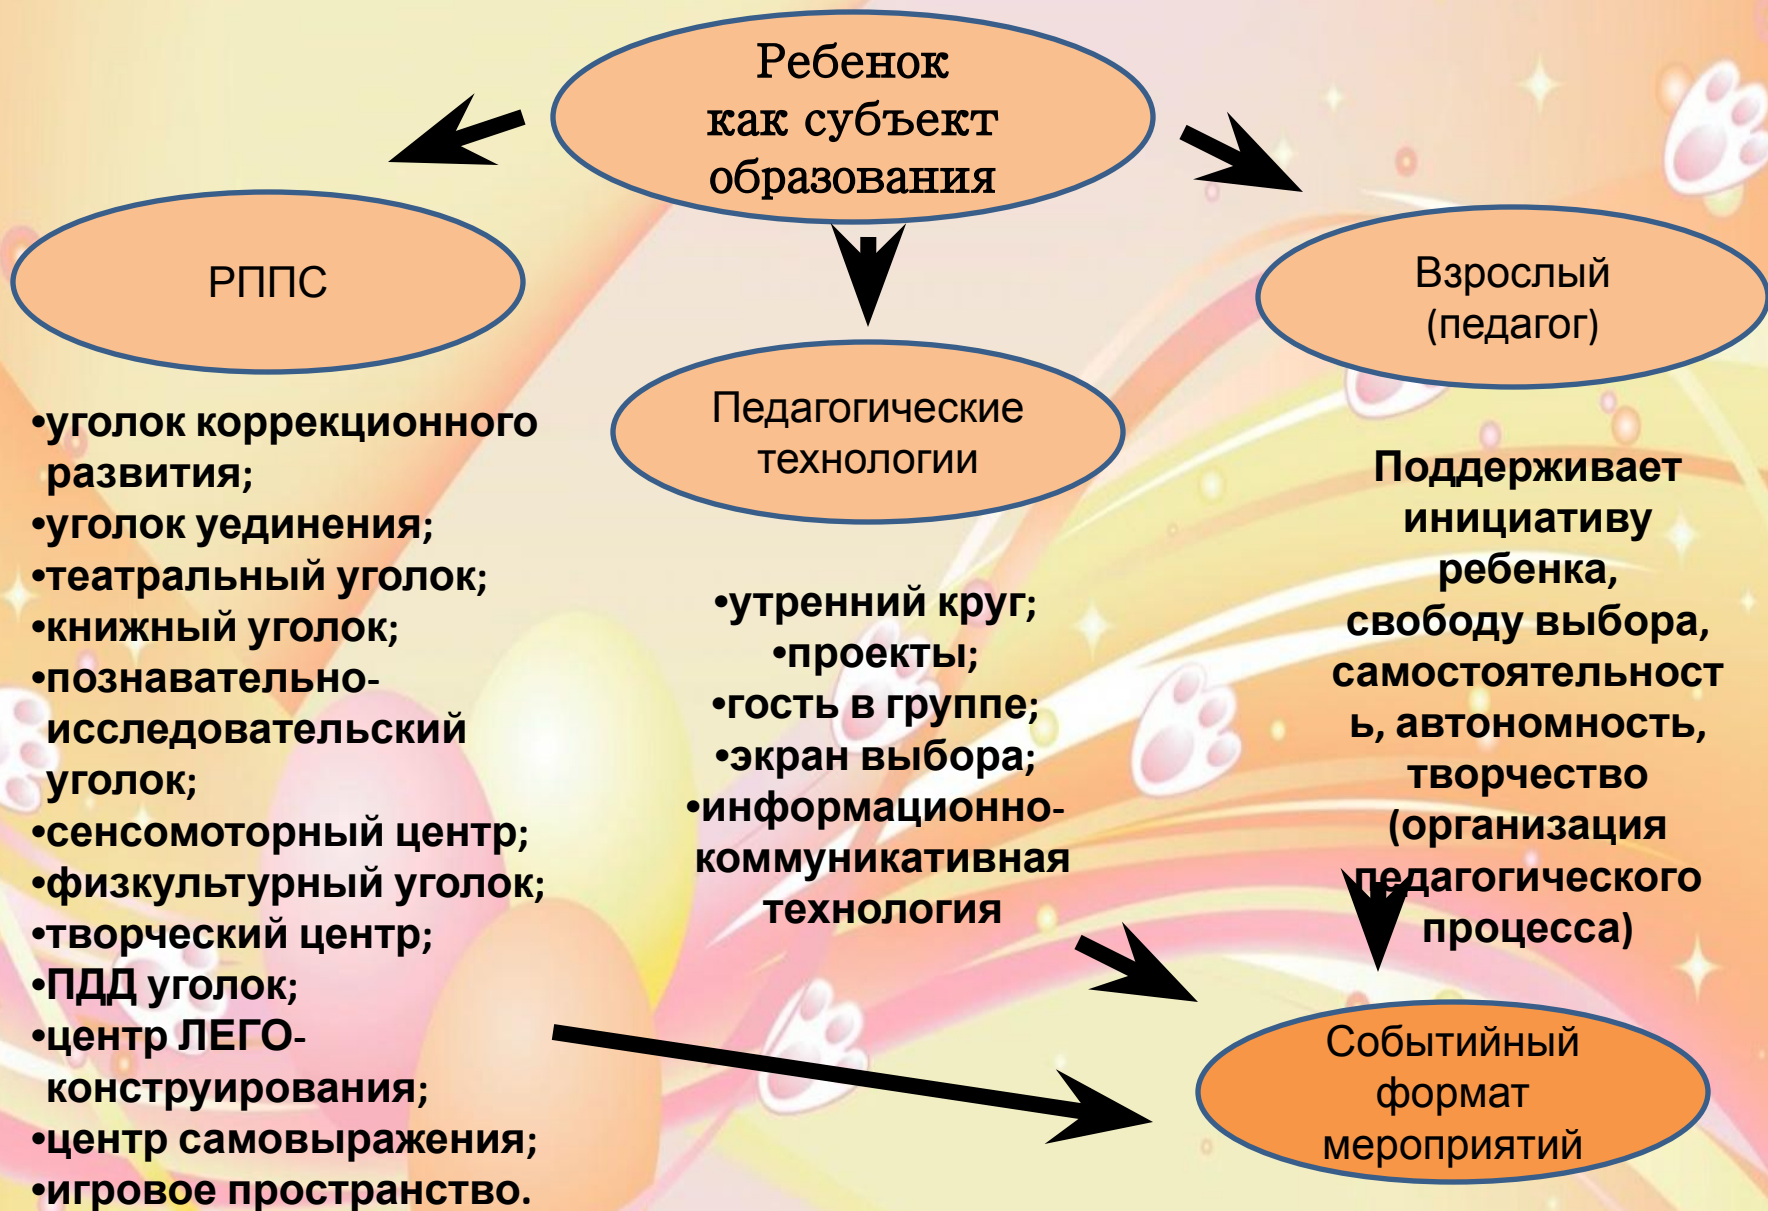 Ребенок
как субъект
образования
РППС
Взрослый
(педагог)
Педагогические
технологии
•уголок коррекционного
развития;
•уголок уединения;
•театральный уголок;
•книжный уголок;
•познавательно-
исследовательский
уголок;
•сенсомоторный центр;
•физкультурный уголок;
•творческий центр;
•ПДД уголок;
•центр ЛЕГО-
конструирования;
•центр самовыражения;
•игровое пространство.
•утренний круг;
•проекты;
•гость в группе;
•экран выбора;
•информационно-
коммуникативная
технология
Поддерживает
инициативу
ребенка,
свободу выбора,
самостоятельност
ь, автономность,
творчество
(организация
педагогического
процесса)
Событийный
формат
мероприятий